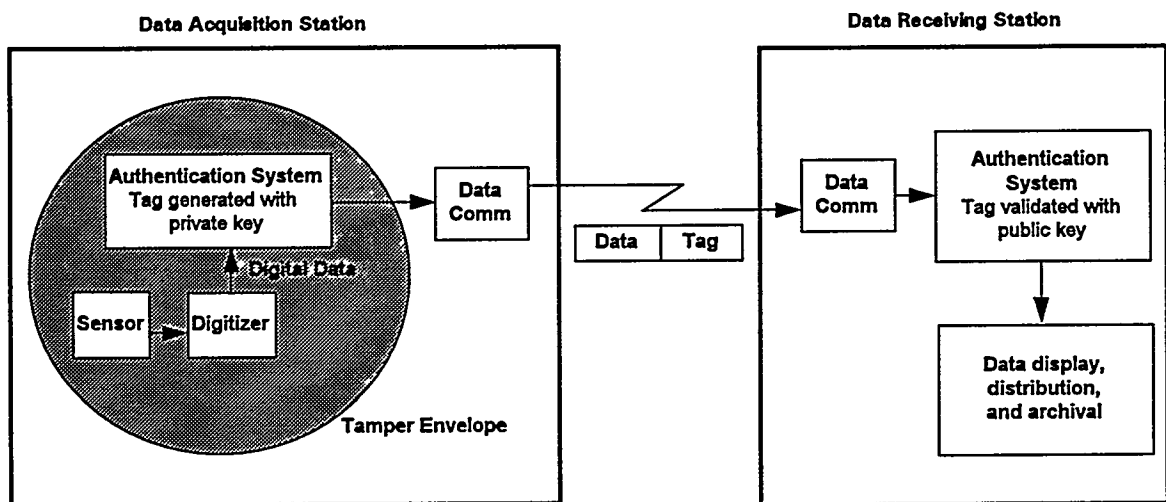 Data Acquisition Station
Data Receiving Station
Authentication System
Tag generated with
private key
Digital Data
Sensor
Digitizer
Tamper Envelope
Data
Comm
Data
Tag
Data
Comm
Authentication
System
Tag validated with
public key
Data display,
distribution,
and archival